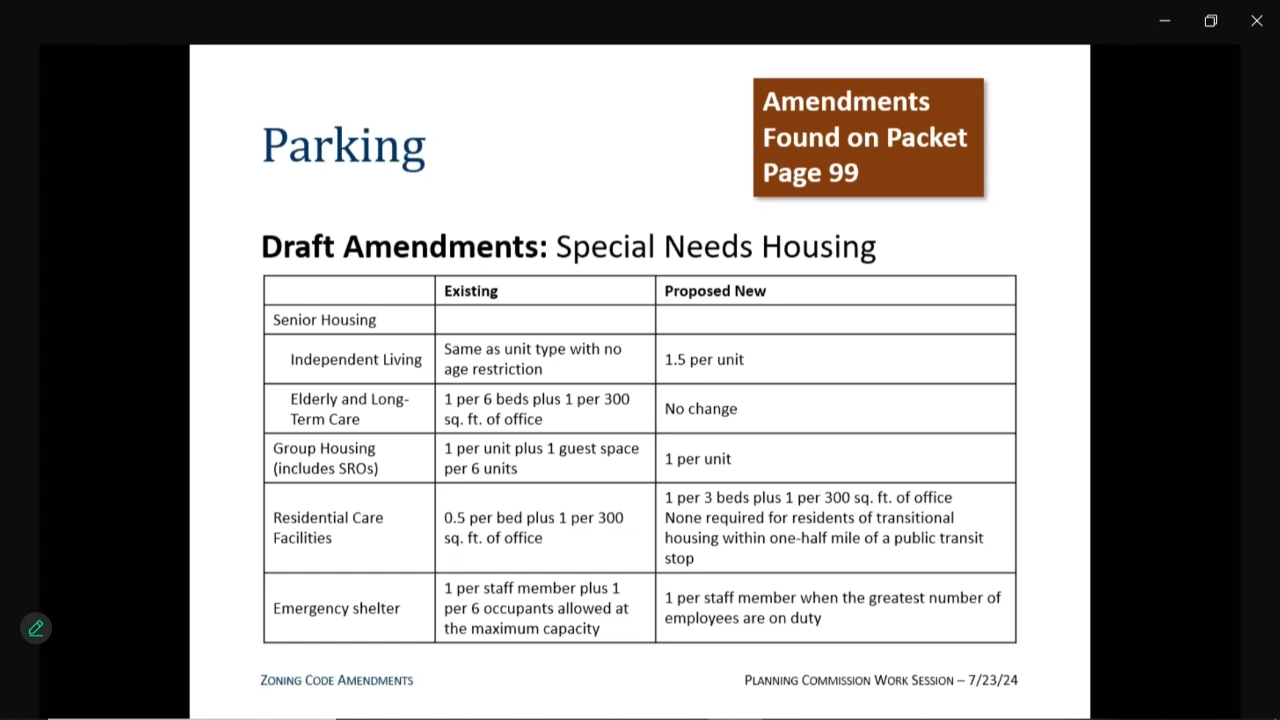 Amendments
Found on Packet
Page 99
Parking
Draft Amendments: Special Needs Housing
Existing
Proposed New
Senior Housing
Independent Living
Same as unit type with no
age restriction
1.5 per unit
Elderly and Long-
Term Care
1 per 6 beds plus 1 per 300
sq. ft. of office
No change
Group Housing
(includes SROs)
1 per unit plus 1 guest space
per 6 units
1 per unit
Residential Care
Facilities
0.5 per bed plus 1 per 300
sq. ft. of office
1 per 3 beds plus 1 per 300 sq. ft. of office
None required for residents of transitional
housing within one-half mile of a public transit
stop
Emergency shelter
1 per staff member plus 1
per 6 occupants allowed at
the maximum capacity
1 per staff member when the greatest number of
employees are on duty
ZONING CODE AMENDMENTS
PLANNING COMMISSION WORK SESSION – 7/23/24